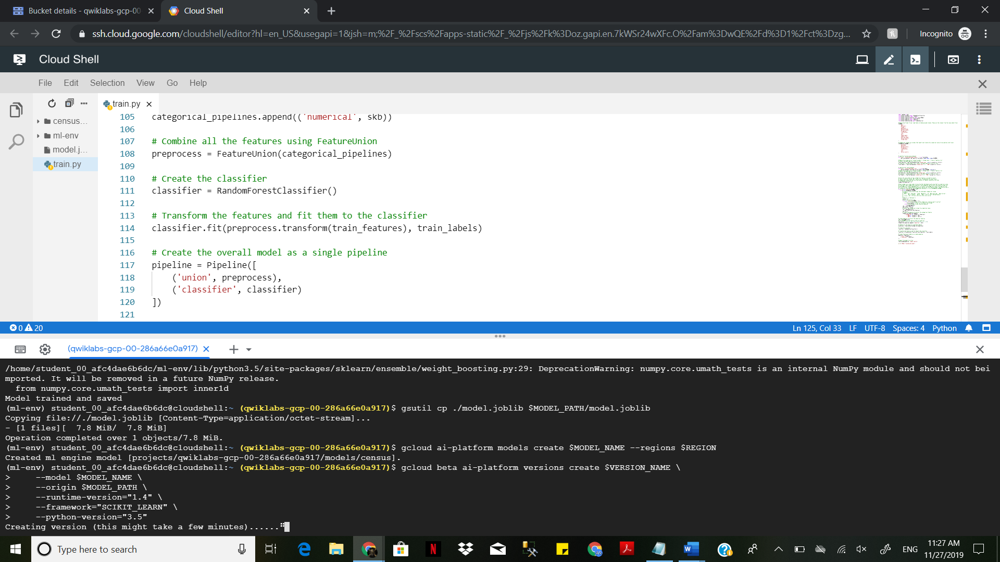 Bucket details - qwiklabs-gcp-00
Cloud Shell
ssh.cloud.google.com/cloudshell/editor?hl=en_US&usegapi=1&jsh=m;%2F_%2Fscs%2Fapps-static%2F_%2Fjs%2Fk%3Doz.gapi.en.7kWSr24wXFc.O%2Fam%3DwQE%2Fd%3D1%2Fct%3Dzg...
Incognito
Cloud Shell
File Edit Selection View Go Help
train.py
census...
ml-env
model.j...
train.py
105 categorical_pipelines.append(('numerical', skb))
106
107 # Combine all the features using FeatureUnion
108 preprocess = FeatureUnion(categorical_pipelines)
109
110 # Create the classifier
111 classifier = RandomForestClassifier()
112
113 # Transform the features and fit them to the classifier
114 classifier.fit(preprocess.transform(train_features), train_labels)
115
116 # Create the overall model as a single pipeline
117 pipeline = Pipeline([
118 ('union', preprocess),
119 ('classifier', classifier)
120 ])
121
0 20 Ln 125, Col 33 LF UTF-8 Spaces: 4 Python
(qwiklabs-gcp-00-286a66e0a917)
/home/student_00_afc4dae6b6dc/ml-env/lib/python3.5/site-packages/sklearn/ensemble/weight_boosting.py:29: DeprecationWarning: numpy.core.umath_tests is an internal NumPy module and should not bei
mported. It will be removed in a future NumPy release.
from numpy.core.umath_tests import inner1d
Model trained and saved
(ml-env) student_00_afc4dae6b6dc@cloudshell:~ (qwiklabs-gcp-00-286a66e0a917)$ gsutil cp ./model.joblib $MODEL_PATH/model.joblib
Copying file://./model.joblib [Content-Type=application/octet-stream]...
- [1 files][ 7.8 MiB/ 7.8 MiB]
Operation completed over 1 objects/7.8 MiB.
(ml-env) student_00_afc4dae6b6dc@cloudshell:~ (qwiklabs-gcp-00-286a66e0a917)$ gcloud ai-platform models create $MODEL_NAME --regions $REGION
Created ml engine model [projects/qwiklabs-gcp-00-286a66e0a917/models/census].
(ml-env) student_00_afc4dae6b6dc@cloudshell:~ (qwiklabs-gcp-00-286a66e0a917)$ gcloud beta ai-platform versions create $VERSION_NAME \
> --model $MODEL_NAME \
> --origin $MODEL_PATH \
> --runtime-version="1.4" \
> --framework="SCIKIT_LEARN" \
> --python-version="3.5"
Creating version (this might take a few minutes)......
Type here to search
ENG
11:27 AM
11/27/2019